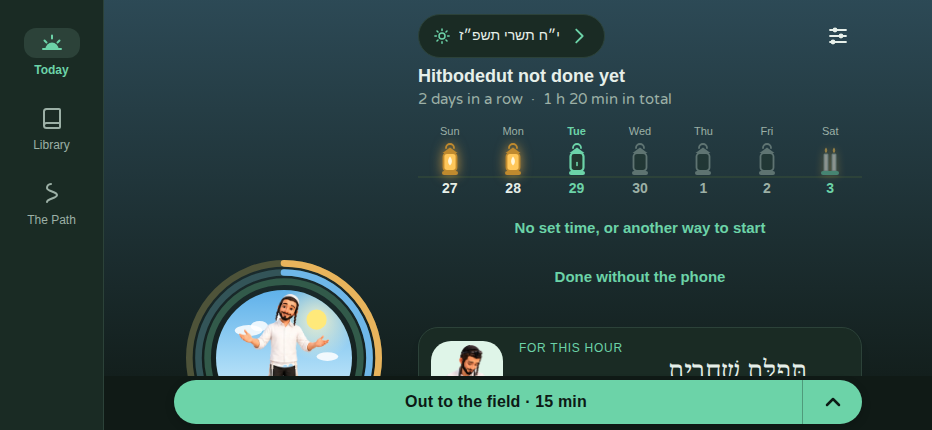 Today
Library
The Path
י״ח תשרי תשפ״ז
Hitbodedut not done yet
2 days in a row · 1 h 20 min in total
Sun Mon Tue Wed Thu Fri Sat
27 28 29 30 1 2 3
No set time, or another way to start
Done without the phone
FOR THIS HOUR
תְּפִלַּת שַׁחֲרִית
Out to the field · 15 min